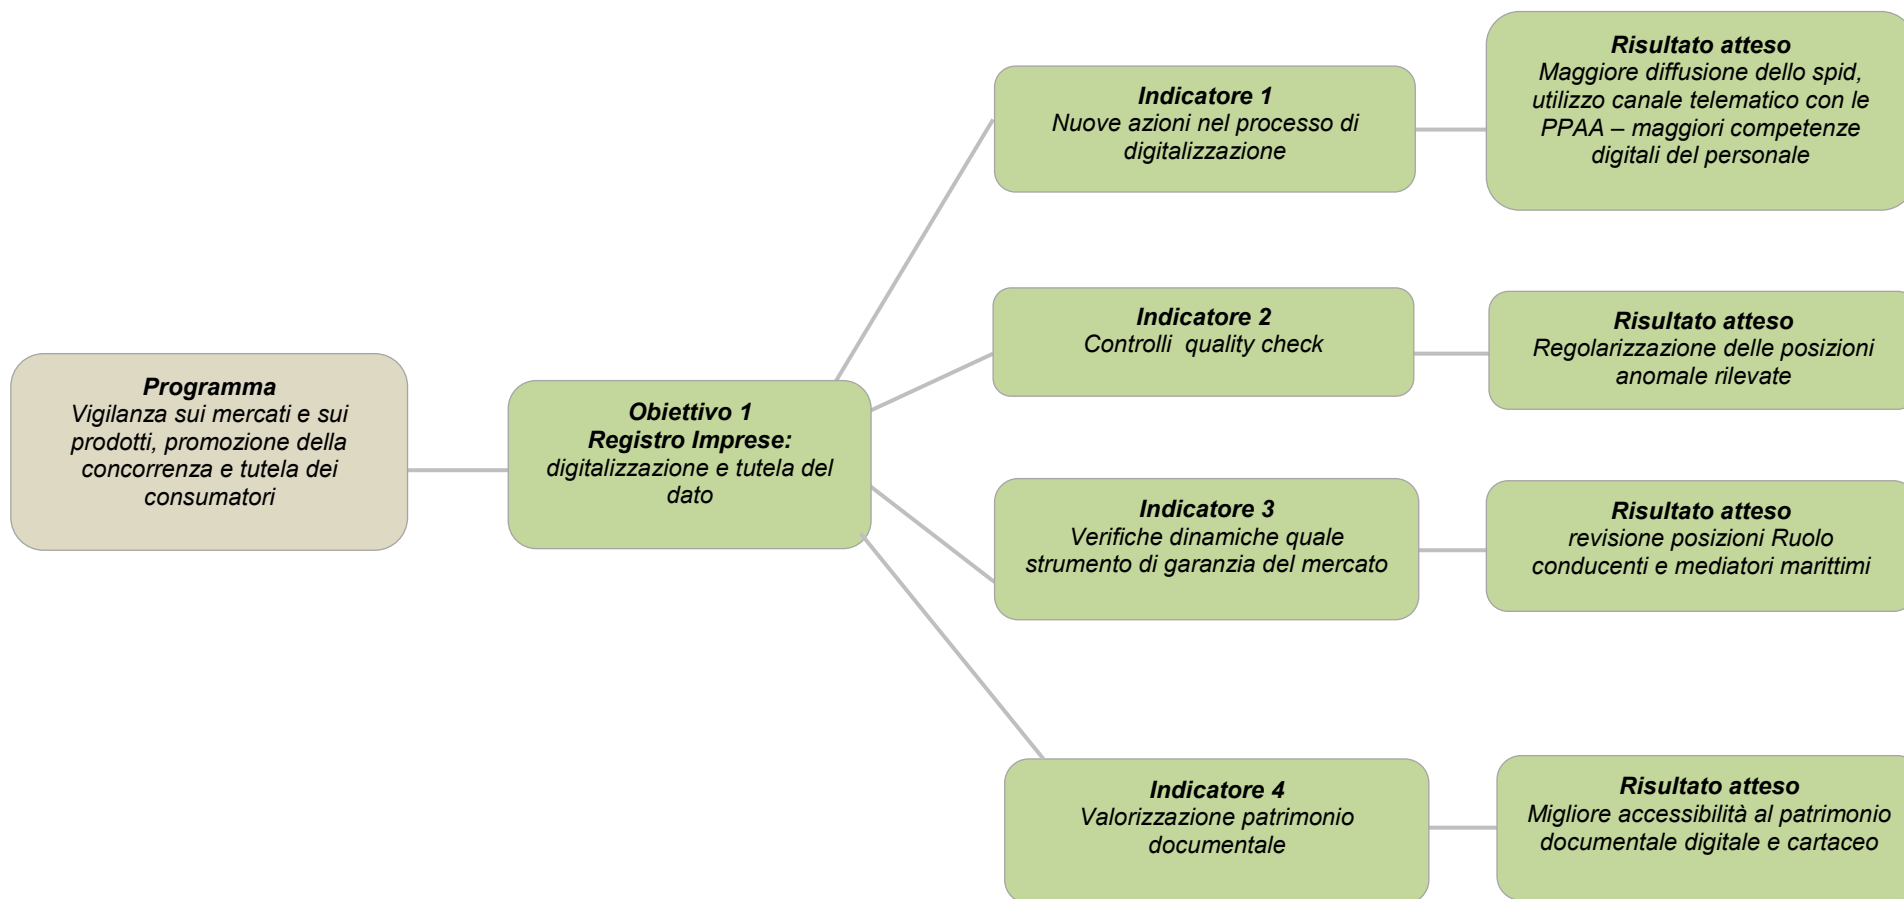 Programma
Vigilanza sui mercati e sui
prodotti, promozione della
concorrenza e tutela dei
consumatori
Obiettivo 1
Registro Imprese:
digitalizzazione e tutela del
dato
Indicatore 1
Nuove azioni nel processo di
digitalizzazione
Risultato atteso
Maggiore diffusione dello spid,
utilizzo canale telematico con le
PPAA – maggiori competenze
digitali del personale
Indicatore 2
Controlli  quality check
Risultato atteso
Regolarizzazione delle posizioni
anomale rilevate
Indicatore 3
Verifiche dinamiche quale
strumento di garanzia del mercato
Risultato atteso
revisione posizioni Ruolo
conducenti e mediatori marittimi
Indicatore 4
Valorizzazione patrimonio
documentale
Risultato atteso
Migliore accessibilità al patrimonio
documentale digitale e cartaceo